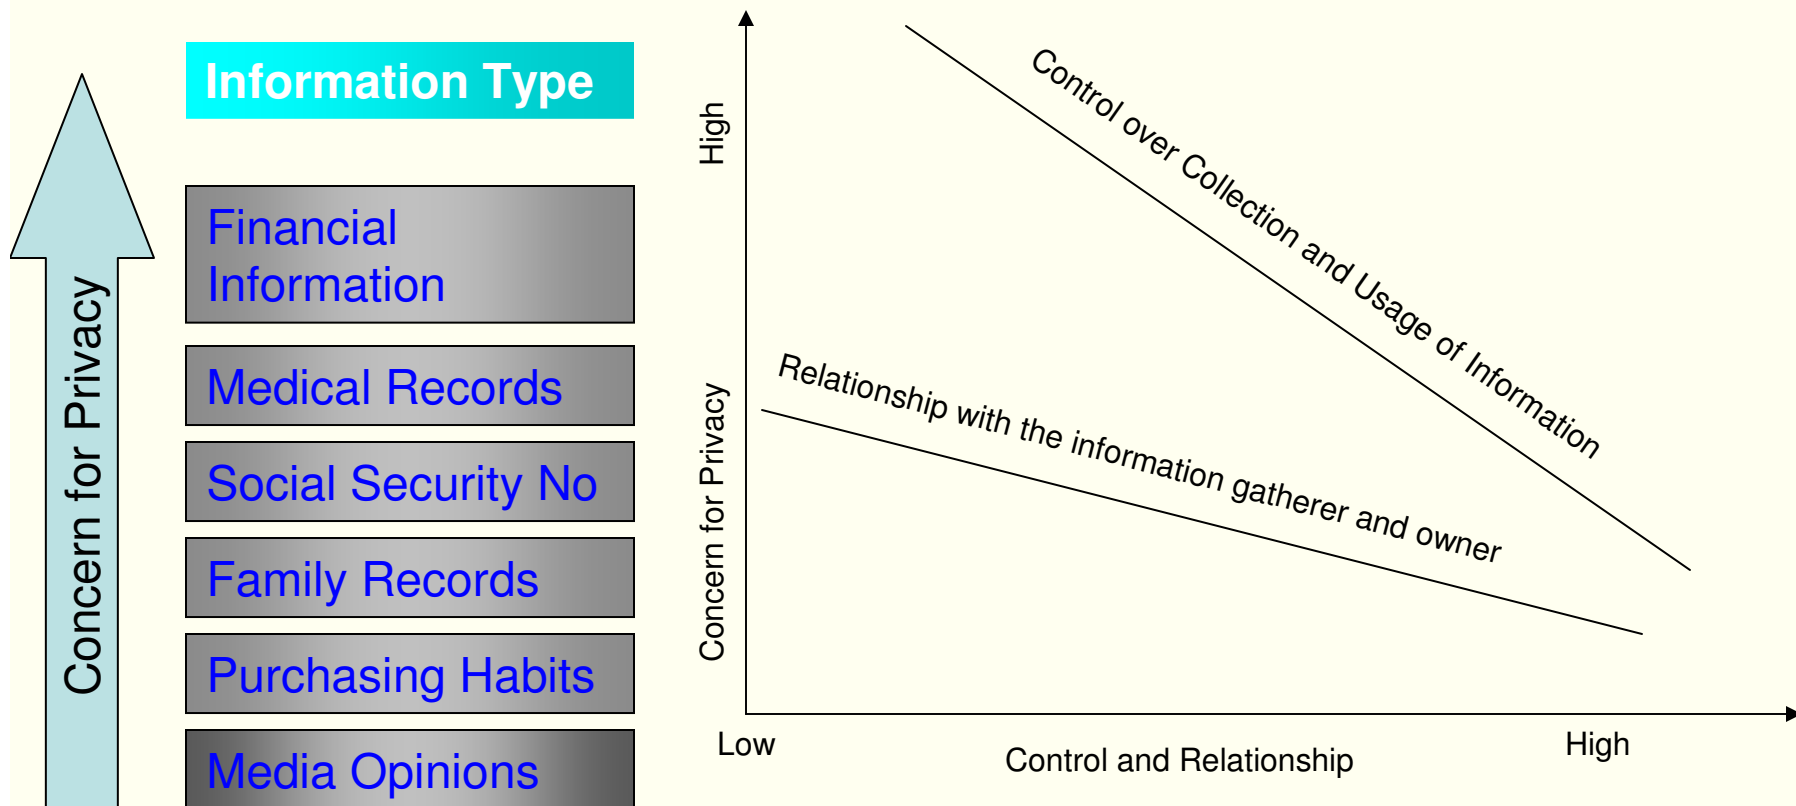 Information Type
Concern for Privacy
Financial
Information
Medical Records
Social Security No
Family Records
Purchasing Habits
Media Opinions
High
Concern for Privacy
Control over Collection and Usage of Information
Relationship with the information gatherer and owner
Low
High
Control and Relationship